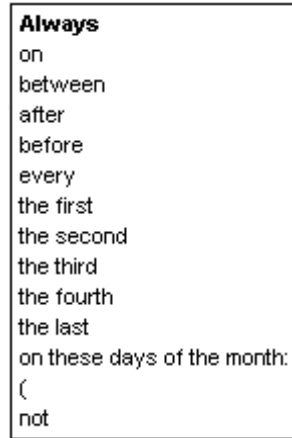 Always
on
between
after
before
every
the first
the second
the third
the fourth
the last
on these days of the month:
(
not